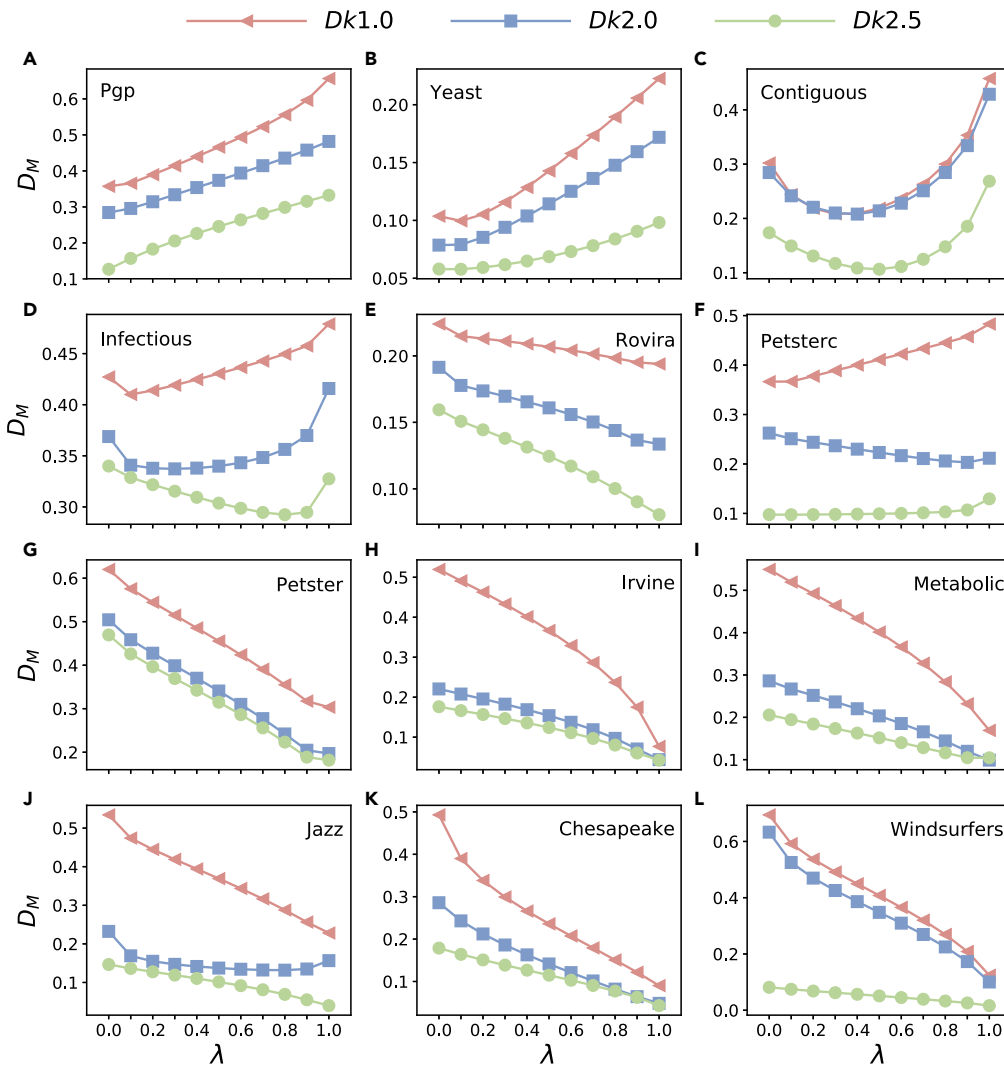 Dk1.0 Dk2.0 Dk2.5
A B C
Pgp Yeast Contiguous
D_M
0.6 0.5 0.4 0.3 0.2 0.1
0.20 0.15 0.10 0.05
0.4 0.3 0.2 0.1
D E F
Infectious Rovira Petsterc
D_M
0.45 0.40 0.35 0.30
0.20 0.15 0.10
0.5 0.4 0.3 0.2 0.1
G H I
Petster Irvine Metabolic
D_M
0.6 0.5 0.4 0.3 0.2
0.5 0.4 0.3 0.2 0.1
0.5 0.4 0.3 0.2 0.1
J K L
Jazz Chesapeake Windsurfers
D_M
0.5 0.4 0.3 0.2 0.1
0.5 0.4 0.3 0.2 0.1
0.6 0.4 0.2 0.0
0.0 0.2 0.4 0.6 0.8 1.0
0.0 0.2 0.4 0.6 0.8 1.0
0.0 0.2 0.4 0.6 0.8 1.0
λ λ λ